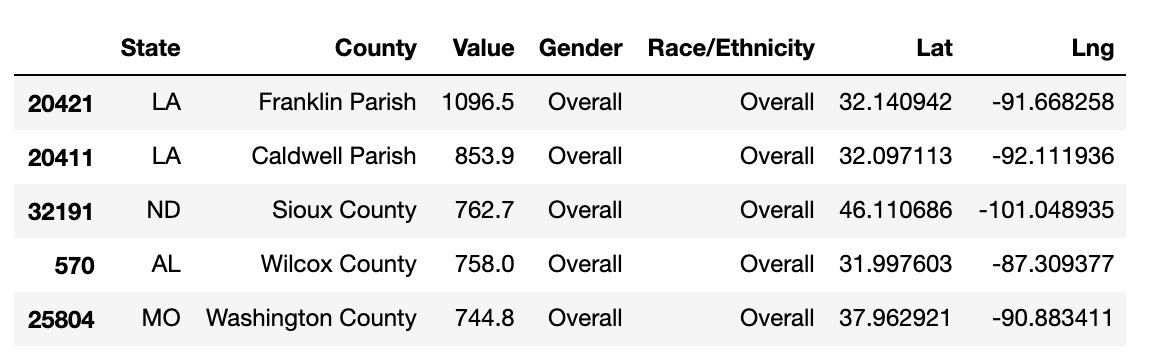 State County Value Gender Race/Ethnicity Lat Lng
20421 LA Franklin Parish 1096.5 Overall Overall 32.140942 -91.668258
20411 LA Caldwell Parish 853.9 Overall Overall 32.097113 -92.111936
32191 ND Sioux County 762.7 Overall Overall 46.110686 -101.048935
570 AL Wilcox County 758.0 Overall Overall 31.997603 -87.309377
25804 MO Washington County 744.8 Overall Overall 37.962921 -90.883411